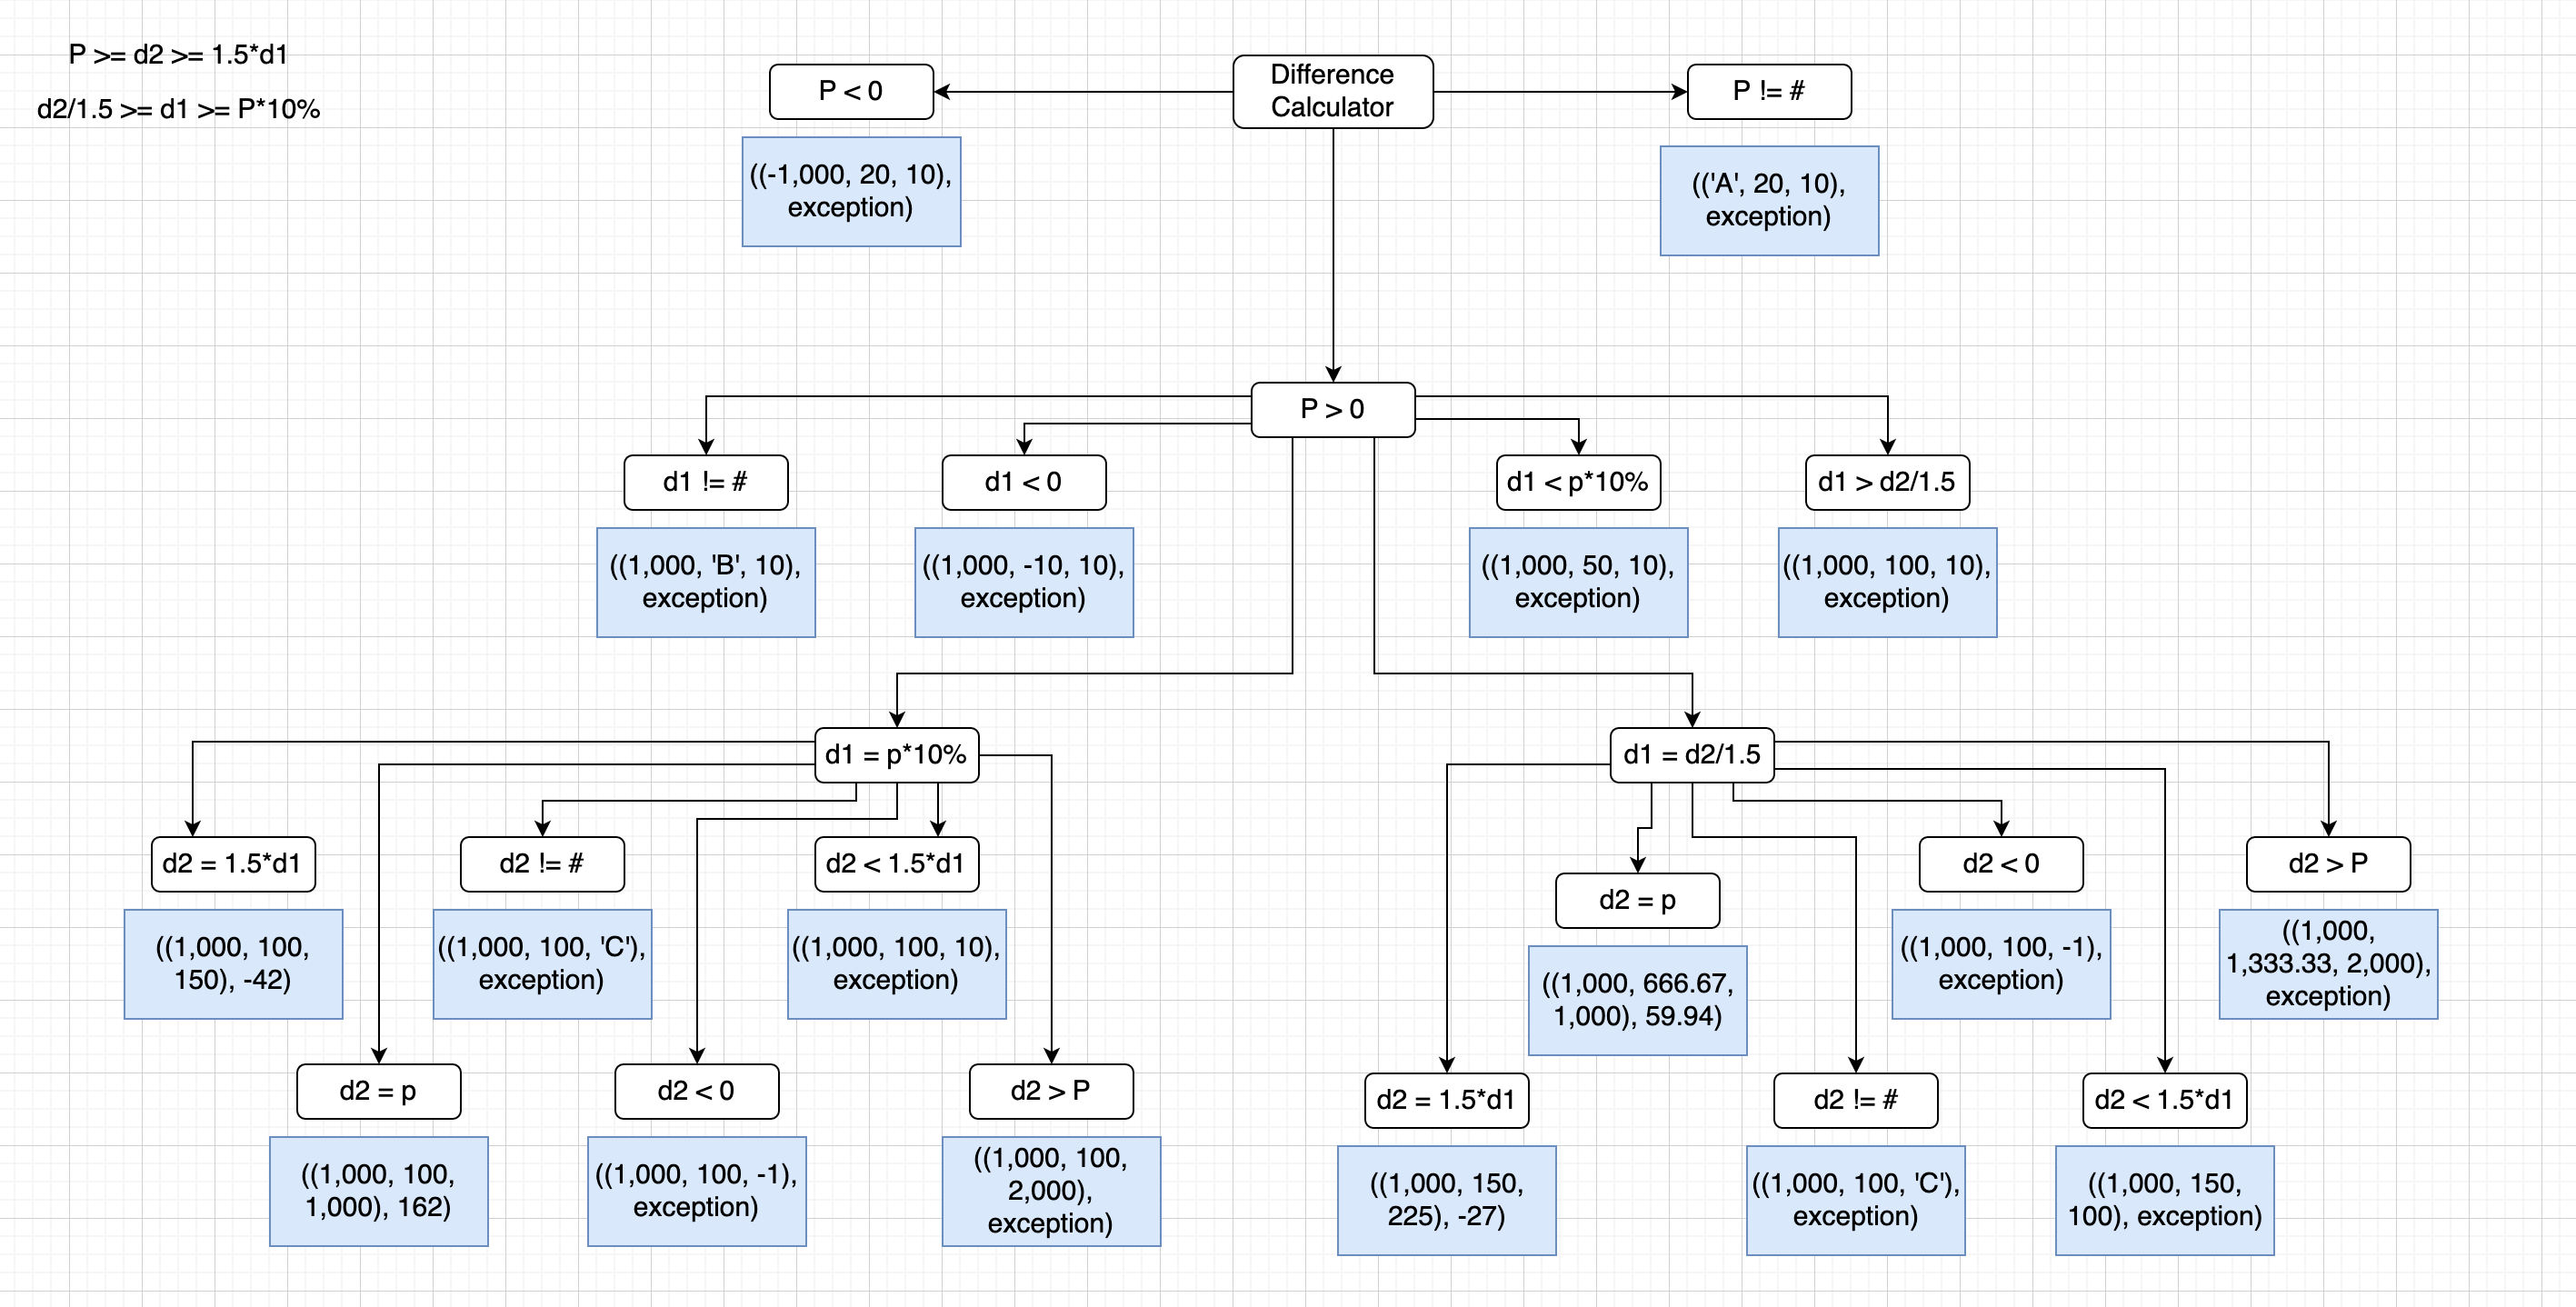 P >= d2 >= 1.5*d1
d2/1.5 >= d1 >= P*10%
P < 0
Difference
Calculator
P != #
((-1,000, 20, 10),
exception)
(('A', 20, 10),
exception)
P > 0
d1 != #
d1 < 0
d1 < p*10%
d1 > d2/1.5
((1,000, 'B', 10),
exception)
((1,000, -10, 10),
exception)
((1,000, 50, 10),
exception)
((1,000, 100, 10),
exception)
d1 = p*10%
d1 = d2/1.5
d2 = 1.5*d1
d2 != #
d2 < 1.5*d1
d2 = p
d2 < 0
d2 > P
((1,000, 100,
150), -42)
((1,000, 100, 'C'),
exception)
((1,000, 100, 10),
exception)
((1,000, 666.67,
1,000), 59.94)
((1,000, 100, -1),
exception)
((1,000,
1,333.33, 2,000),
exception)
d2 = p
d2 < 0
d2 > P
d2 = 1.5*d1
d2 != #
d2 < 1.5*d1
((1,000, 100,
1,000), 162)
((1,000, 100, -1),
exception)
((1,000, 100,
2,000),
exception)
((1,000, 150,
225), -27)
((1,000, 100, 'C'),
exception)
((1,000, 150,
100), exception)